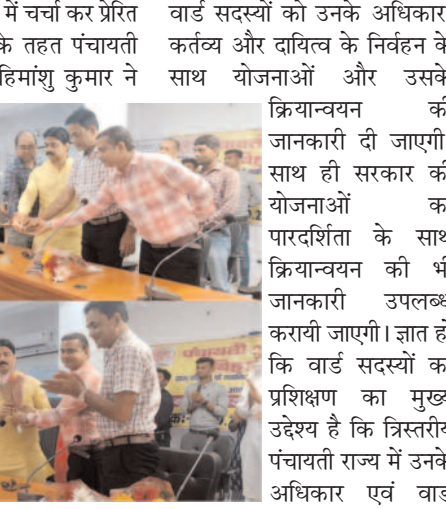 में चर्चा कर प्रेरित
के तहत पंचायती
हिमांशु कुमार ने
वार्ड सदस्यों को उनके अधिकार
कर्तव्य और दायित्व के निर्वहन के
साथ योजनाओं और उसके
क्रियान्वयन की
जानकारी दी जाएगी
साथ ही सरकार की
योजनाओं का
पारदर्शिता के साथ
क्रियान्वयन की भी
जानकारी उपलब्ध
करायी जाएगी। ज्ञात हो
कि वार्ड सदस्यों का
प्रशिक्षण का मुख्य
उद्देश्य है कि त्रिस्तरीय
पंचायती राज्य में उनके
अधिकार एवं वार्ड
पंचायती